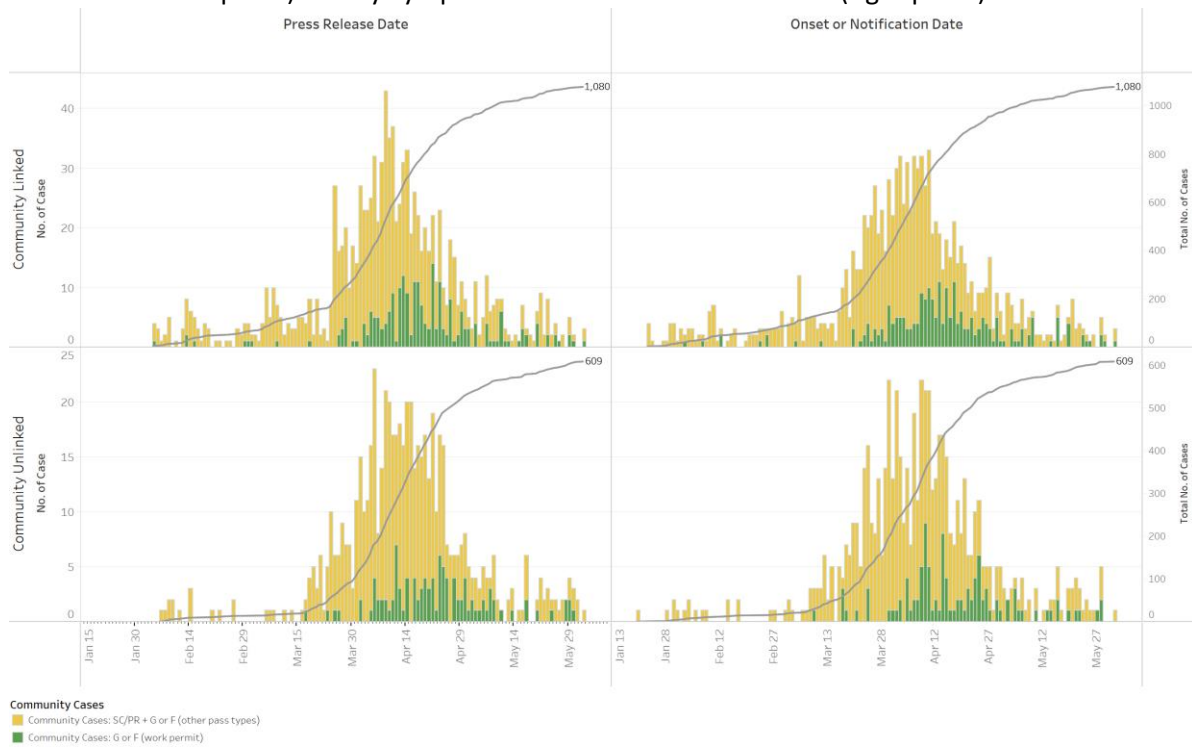 Press Release Date
Onset or Notification Date
Community Linked
No. of Case
40
30
20
10
0
1,080
1,080
1000
800
600
400
200
0
Total No. of Cases
Community Unlinked
No. of Case
25
20
15
10
5
0
609
609
600
500
400
300
200
100
0
Total No. of Cases
Jan 15
Jan 30
Feb 14
Feb 29
Mar 15
Mar 30
Apr 14
Apr 29
May 14
May 29
Jan 13
Jan 28
Feb 12
Feb 27
Mar 13
Mar 28
Apr 12
Apr 27
May 12
May 27
Community Cases
Community Cases: SC/PR + G or F (other pass types)
Community Cases: G or F (work permit)